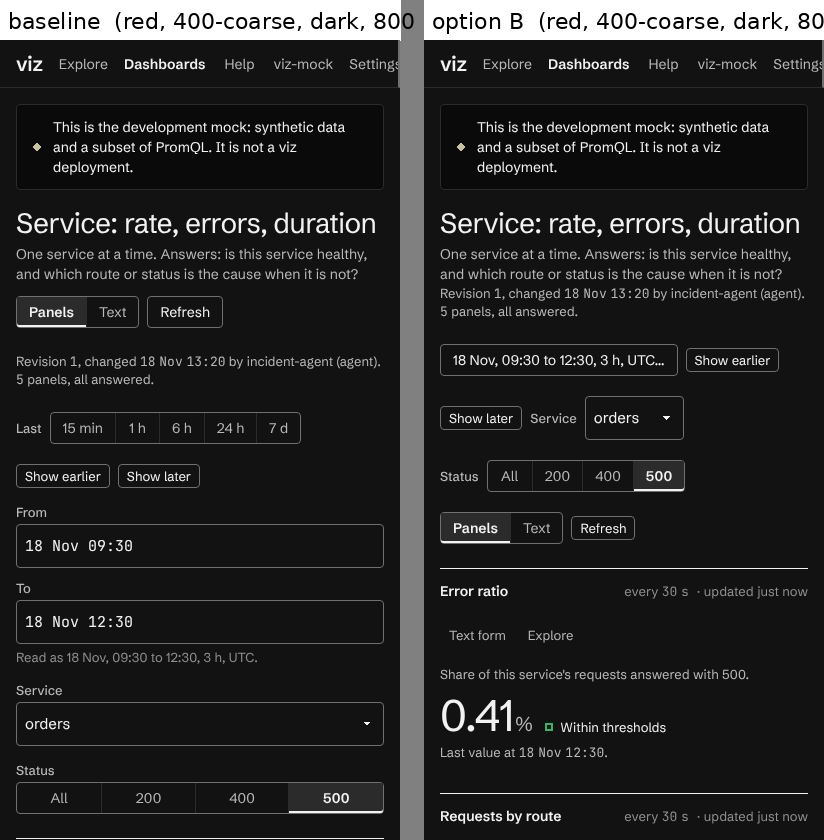 baseline (red, 400-coarse, dark, 800
viz Explore Dashboards Help viz-mock Settings
This is the development mock: synthetic data
and a subset of PromQL. It is not a viz
deployment.
Service: rate, errors, duration
One service at a time. Answers: is this service healthy,
and which route or status is the cause when it is not?
Panels Text Refresh
Revision 1, changed 18 Nov 13:20 by incident-agent (agent).
5 panels, all answered.
Last 15 min 1 h 6 h 24 h 7 d
Show earlier Show later
From
18 Nov 09:30
To
18 Nov 12:30
Read as 18 Nov, 09:30 to 12:30, 3 h, UTC.
Service
orders
Status
All 200 400 500
option B (red, 400-coarse, dark, 80
viz Explore Dashboards Help viz-mock Settings
This is the development mock: synthetic data
and a subset of PromQL. It is not a viz
deployment.
Service: rate, errors, duration
One service at a time. Answers: is this service healthy,
and which route or status is the cause when it is not?
Revision 1, changed 18 Nov 13:20 by incident-agent (agent).
5 panels, all answered.
18 Nov, 09:30 to 12:30, 3 h, UTC... Show earlier
Show later Service orders
Status All 200 400 500
Panels Text Refresh
Error ratio every 30 s · updated just now
Text form Explore
Share of this service's requests answered with 500.
0.41% Within thresholds
Last value at 18 Nov 12:30.
Requests by route every 30 s · updated just now